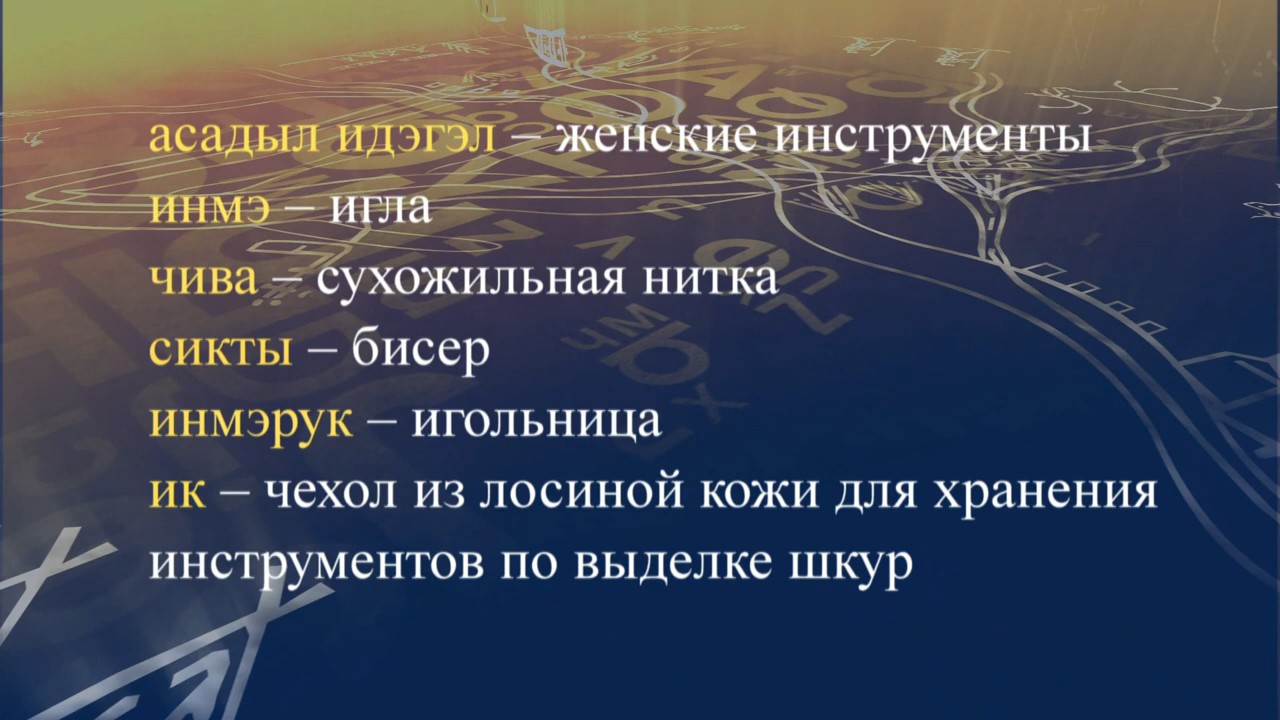 асадыл идэгэл – женские инструменты
инмэ – игла
чива – сухожильная нитка
сикты – бисер
инмэрук – игольница
ик – чехол из лосиной кожи для хранения
инструментов по выделке шкур